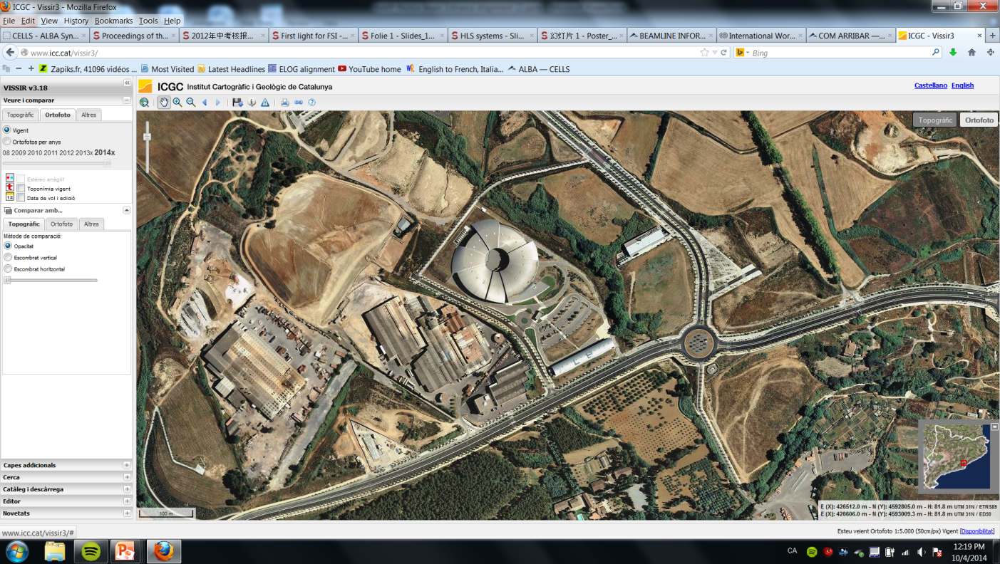 ICGC - Vissir3 - Mozilla Firefox
File Edit View History Bookmarks Tools Help
CELLS - ALBA Syn... Proceedings of th... 2012年中考核报... First light for FSI -... Folie 1 - Slides_1... HLS systems - Sli... 幻灯片 1 - Poster_... BEAMLINE INFOR... International Wor... COM ARRIBAR —... ICGC - Vissir3
www.icc.cat/vissir3/ Bing
Zapiks.fr, 41096 vidéos ... Most Visited Latest Headlines ELOG alignment YouTube home English to French, Italia... ALBA — CELLS
VISSIR v3.18
ICGC Institut Cartogràfic i Geològic de Catalunya
Castellano English
Veure i comparar
Topogràfic Ortofoto Altres
Topogràfic Ortofoto
Vigent
Ortofotos per anys
08 2009 2010 2011 2012 2013x 2014x
Estèreo anàglif
Toponímia vigent
Data de vol i edició
Comparar amb...
Topogràfic Ortofoto Altres
Mètode de comparació:
Opacitat
Escombrat vertical
Escombrat horitzontal
Capes addicionals
Cerca
Catàleg i descàrrega
Editor
Novetats
100 m
E (X): 426512.0 m - N (Y): 4592805.0 m - H: 81.8 m UTM 31N / ETRS89
E (X): 426606.0 m - N (Y): 4593009.3 m - H: 81.8 m UTM 31N / ED50
www.icc.cat/vissir3/#
Esteu veient Ortofoto 1:5.000 (50cm/px) Vigent [Disponibilitat]
CA
12:19 PM
10/4/2014